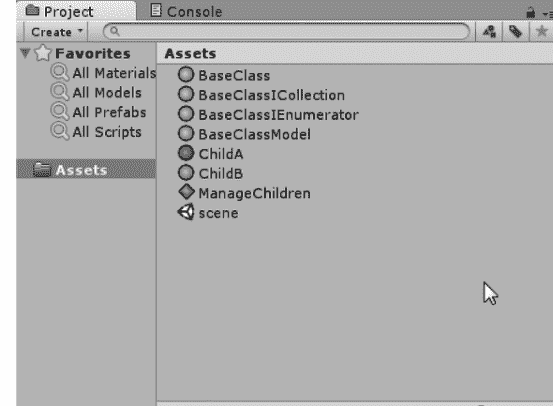 Project
Console
Create
Favorites
All Materials
All Models
All Prefabs
All Scripts
Assets
Assets
BaseClass
BaseClassICollection
BaseClassIEnumerator
BaseClassModel
ChildA
ChildB
ManageChildren
scene